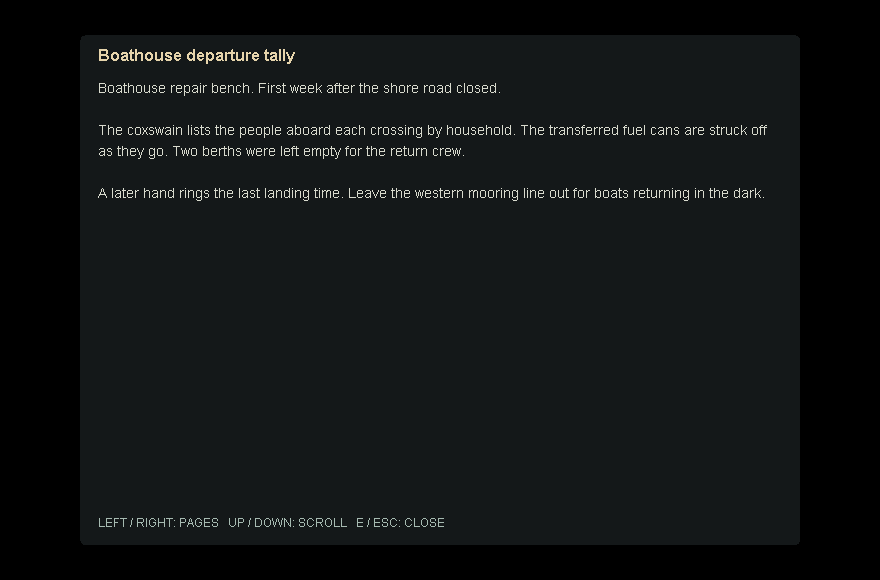 Boathouse departure tally
Boathouse repair bench. First week after the shore road closed.
The coxswain lists the people aboard each crossing by household. The transferred fuel cans are struck off
as they go. Two berths were left empty for the return crew.
A later hand rings the last landing time. Leave the western mooring line out for boats returning in the dark.
LEFT / RIGHT: PAGES   UP / DOWN: SCROLL   E / ESC: CLOSE